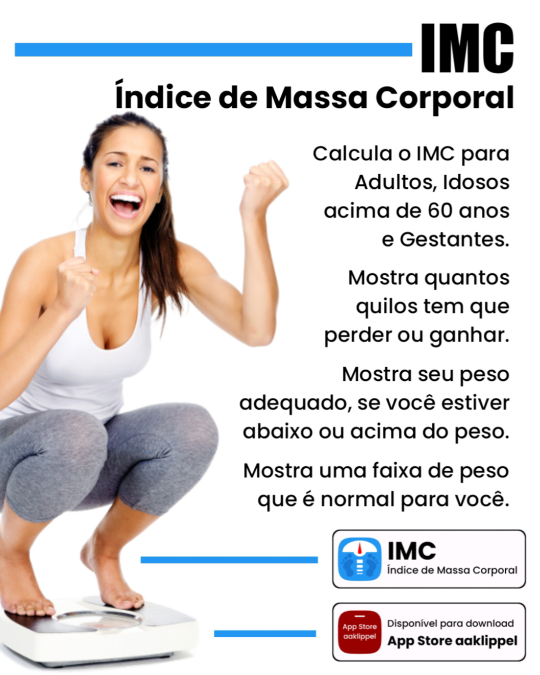 IMC
Índice de Massa Corporal
Calcula o IMC para
Adultos, Idosos
acima de 60 anos
e Gestantes.
Mostra quantos
quilos tem que
perder ou ganhar.
Mostra seu peso
adequado, se você estiver
abaixo ou acima do peso.
Mostra uma faixa de peso
que é normal para você.
IMC
Índice de Massa Corporal
App Store
aaklippel
Disponível para download
App Store aaklippel